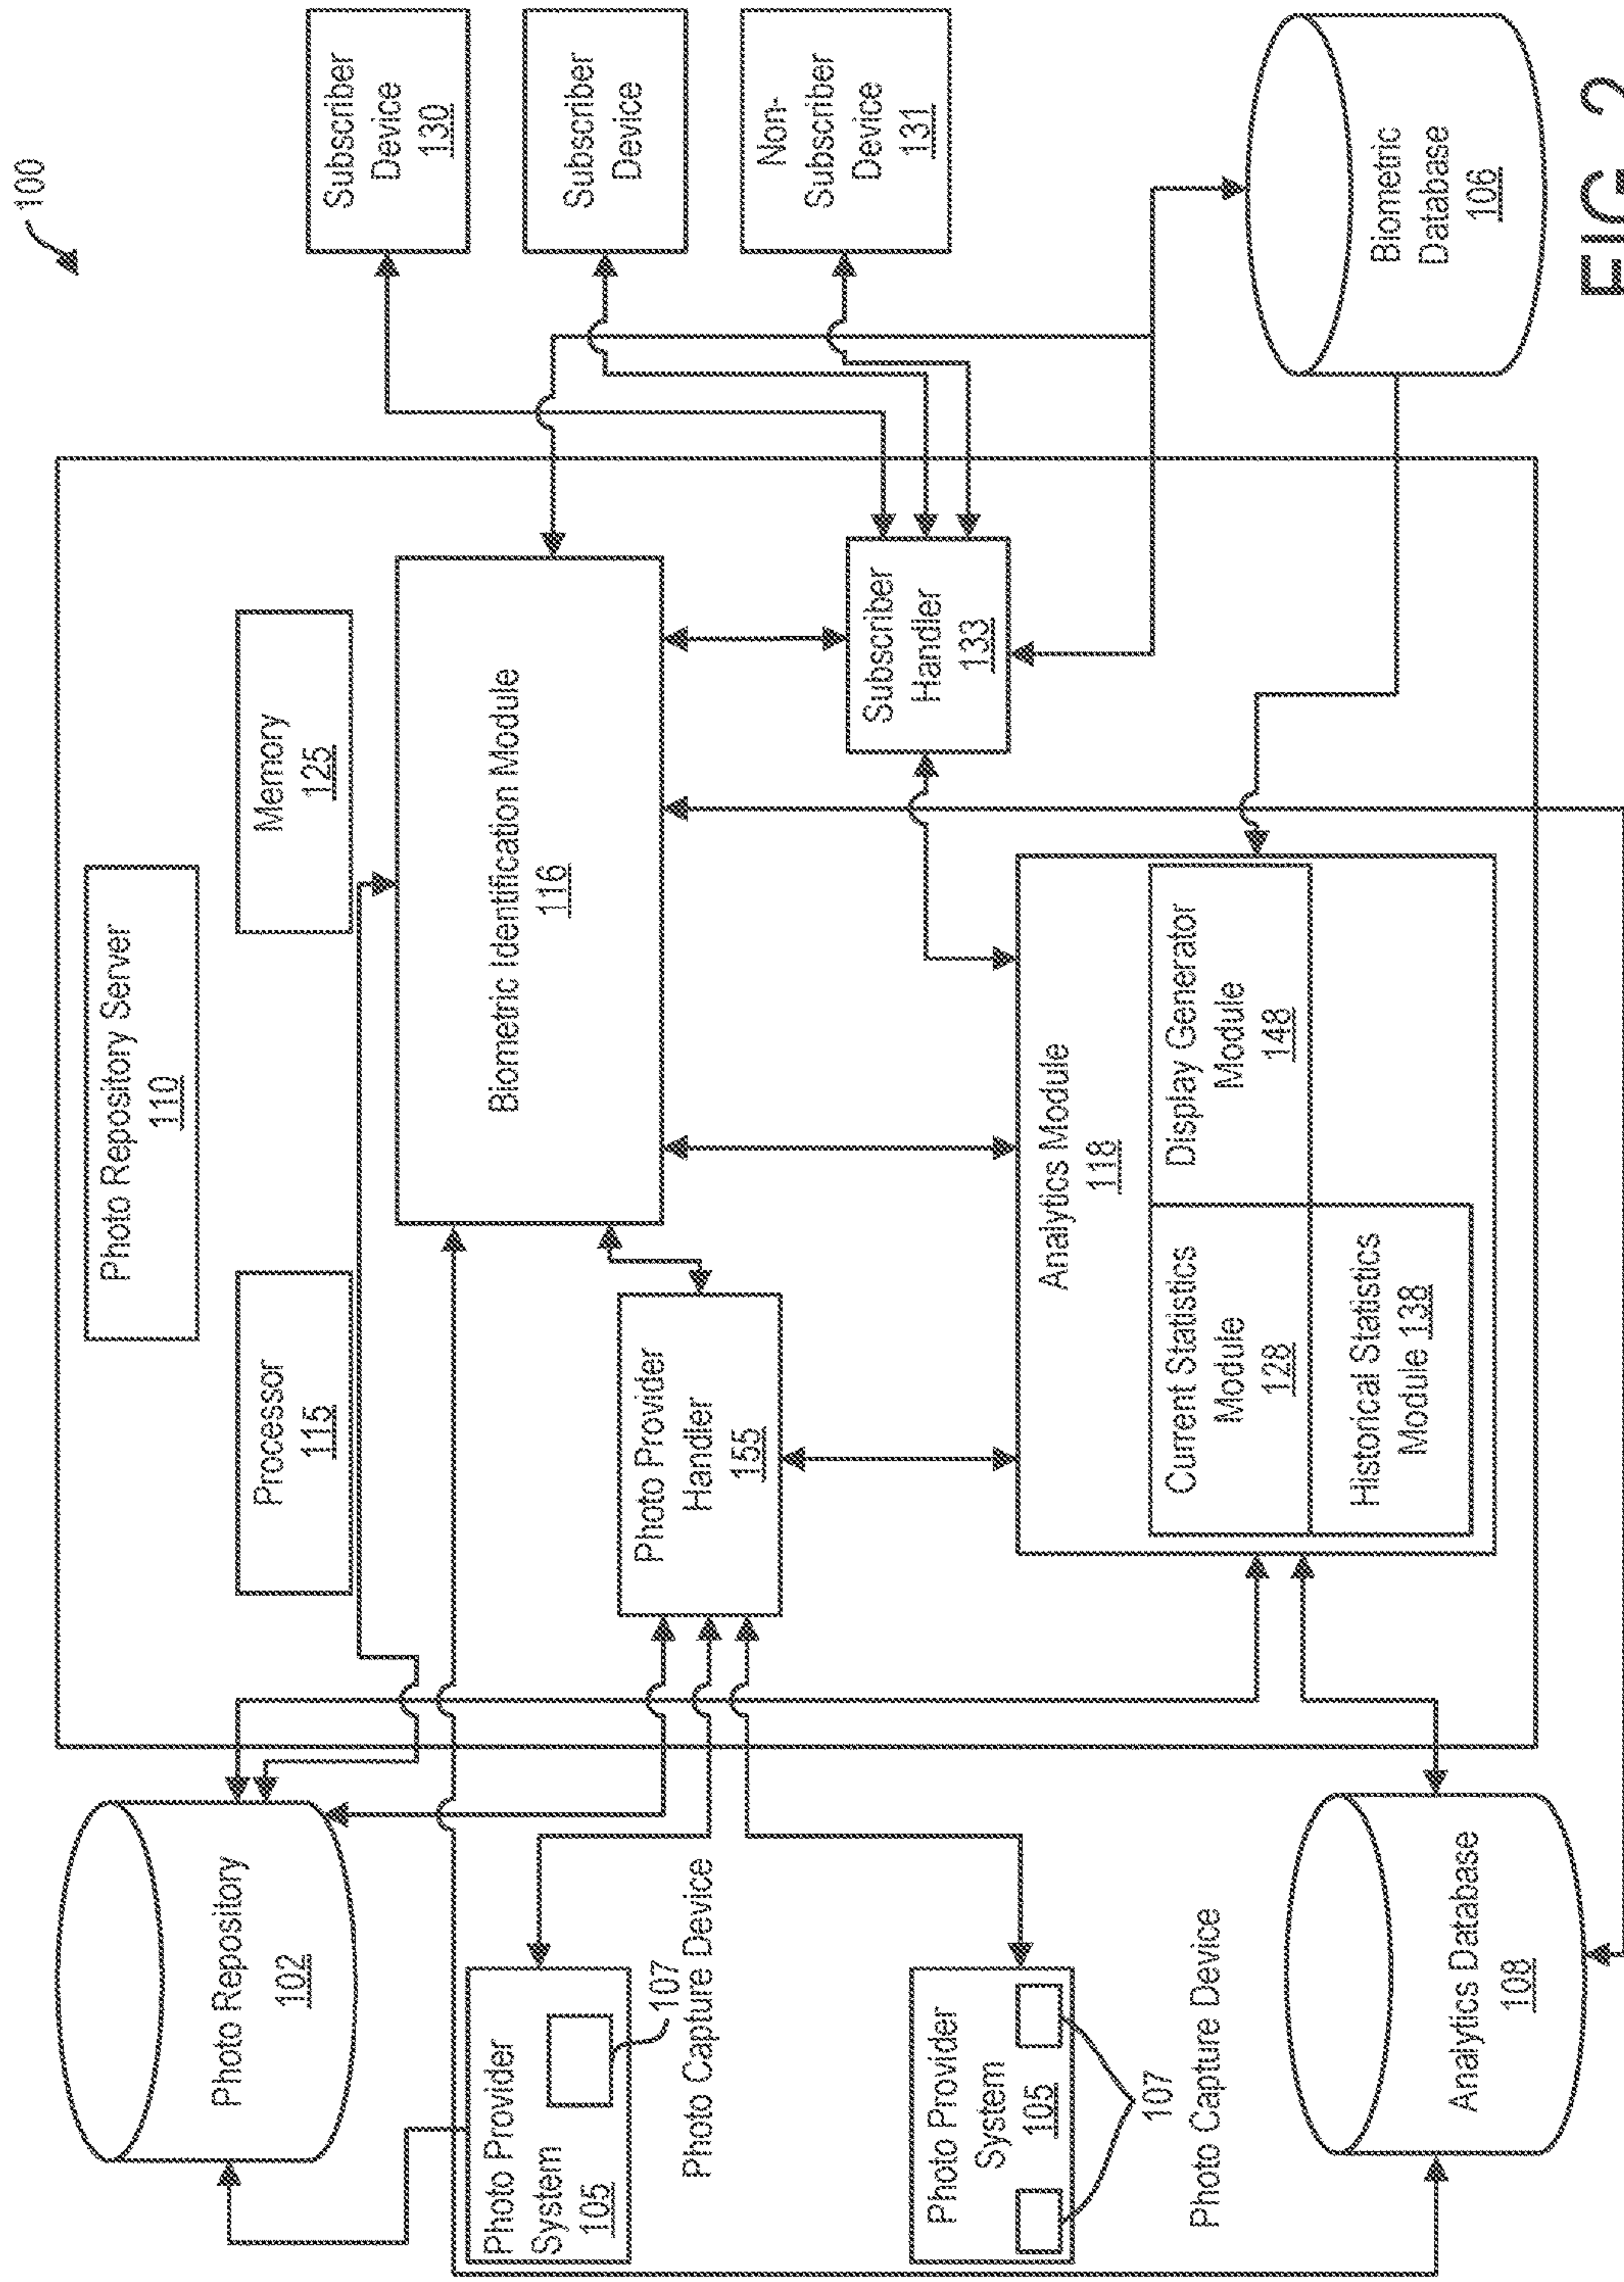 100
Photo Repository
102
Photo Repository Server
110
Processor
115
Memory
125
Subscriber
Device
130
Subscriber
Device
Non-
Subscriber
Device
131
Photo Provider
System
105
107
Photo Capture Device
Photo Provider
Handler
155
Biometric Identification Module
116
Subscriber
Handler
133
Photo Provider
System
105
107
Photo Capture Device
Analytics Module
118
Current Statistics
Module
128
Display Generator
Module
148
Historical Statistics
Module 138
Analytics Database
108
Biometric
Database
106
FIG. 2